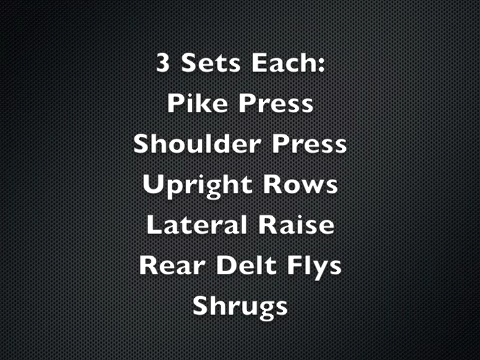 3 Sets Each:
Pike Press
Shoulder Press
Upright Rows
Lateral Raise
Rear Delt Flys
Shrugs